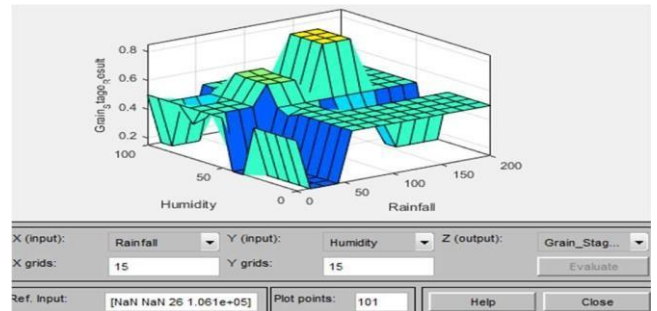 0.8
0.6
0.4
0.2
Grain_Stage_Result
100
50
0
Humidity
0
50
100
150
200
Rainfall
X (input): Rainfall Y (input): Humidity Z (output): Grain_Stag...
X grids: 15 Y grids: 15 Evaluate
Ref. Input: [NaN NaN 26 1.061e+05] Plot points: 101 Help Close